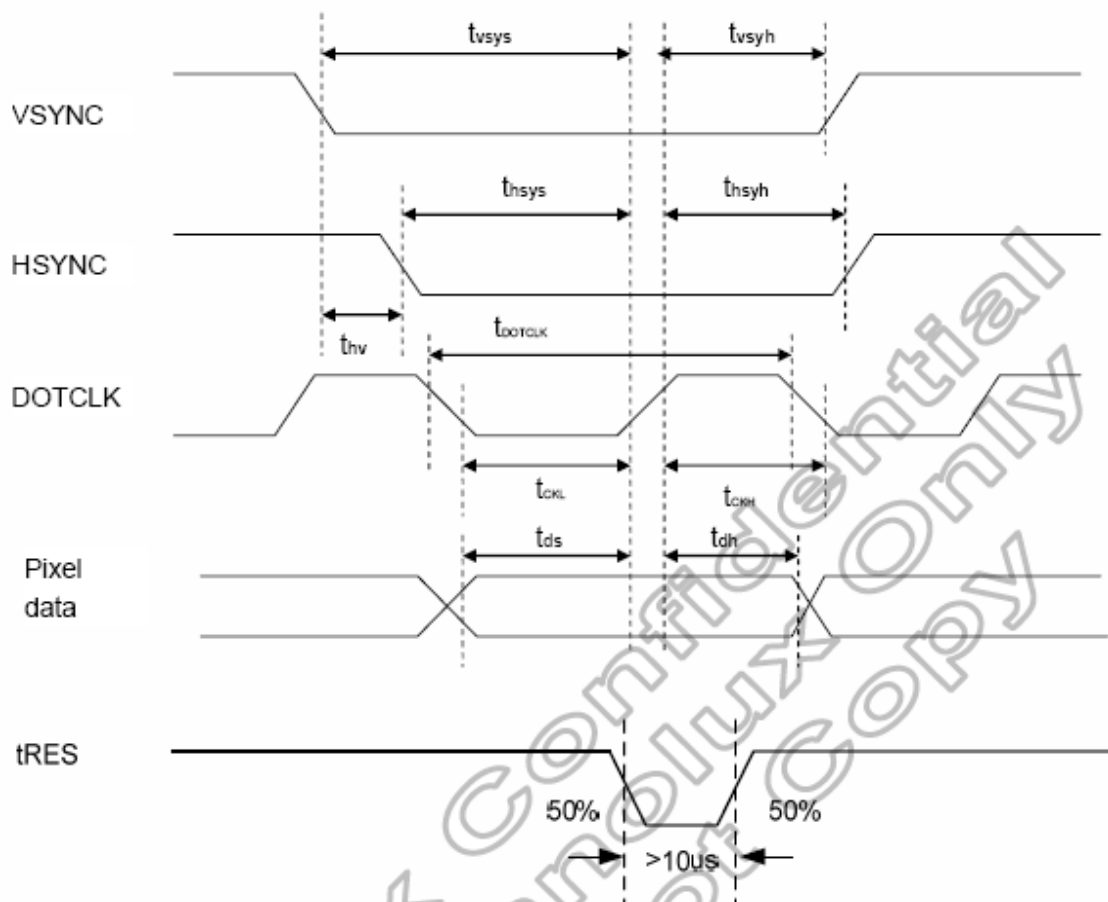 tvsys
tvsyh
VSYNC
thsys
thsyh
HSYNC
thv
tDOTCLK
DOTCLK
tCKL
tCKH
tds
tdh
Pixel
data
tRES
50%
50%
>10us
Confidential
Only
Copy